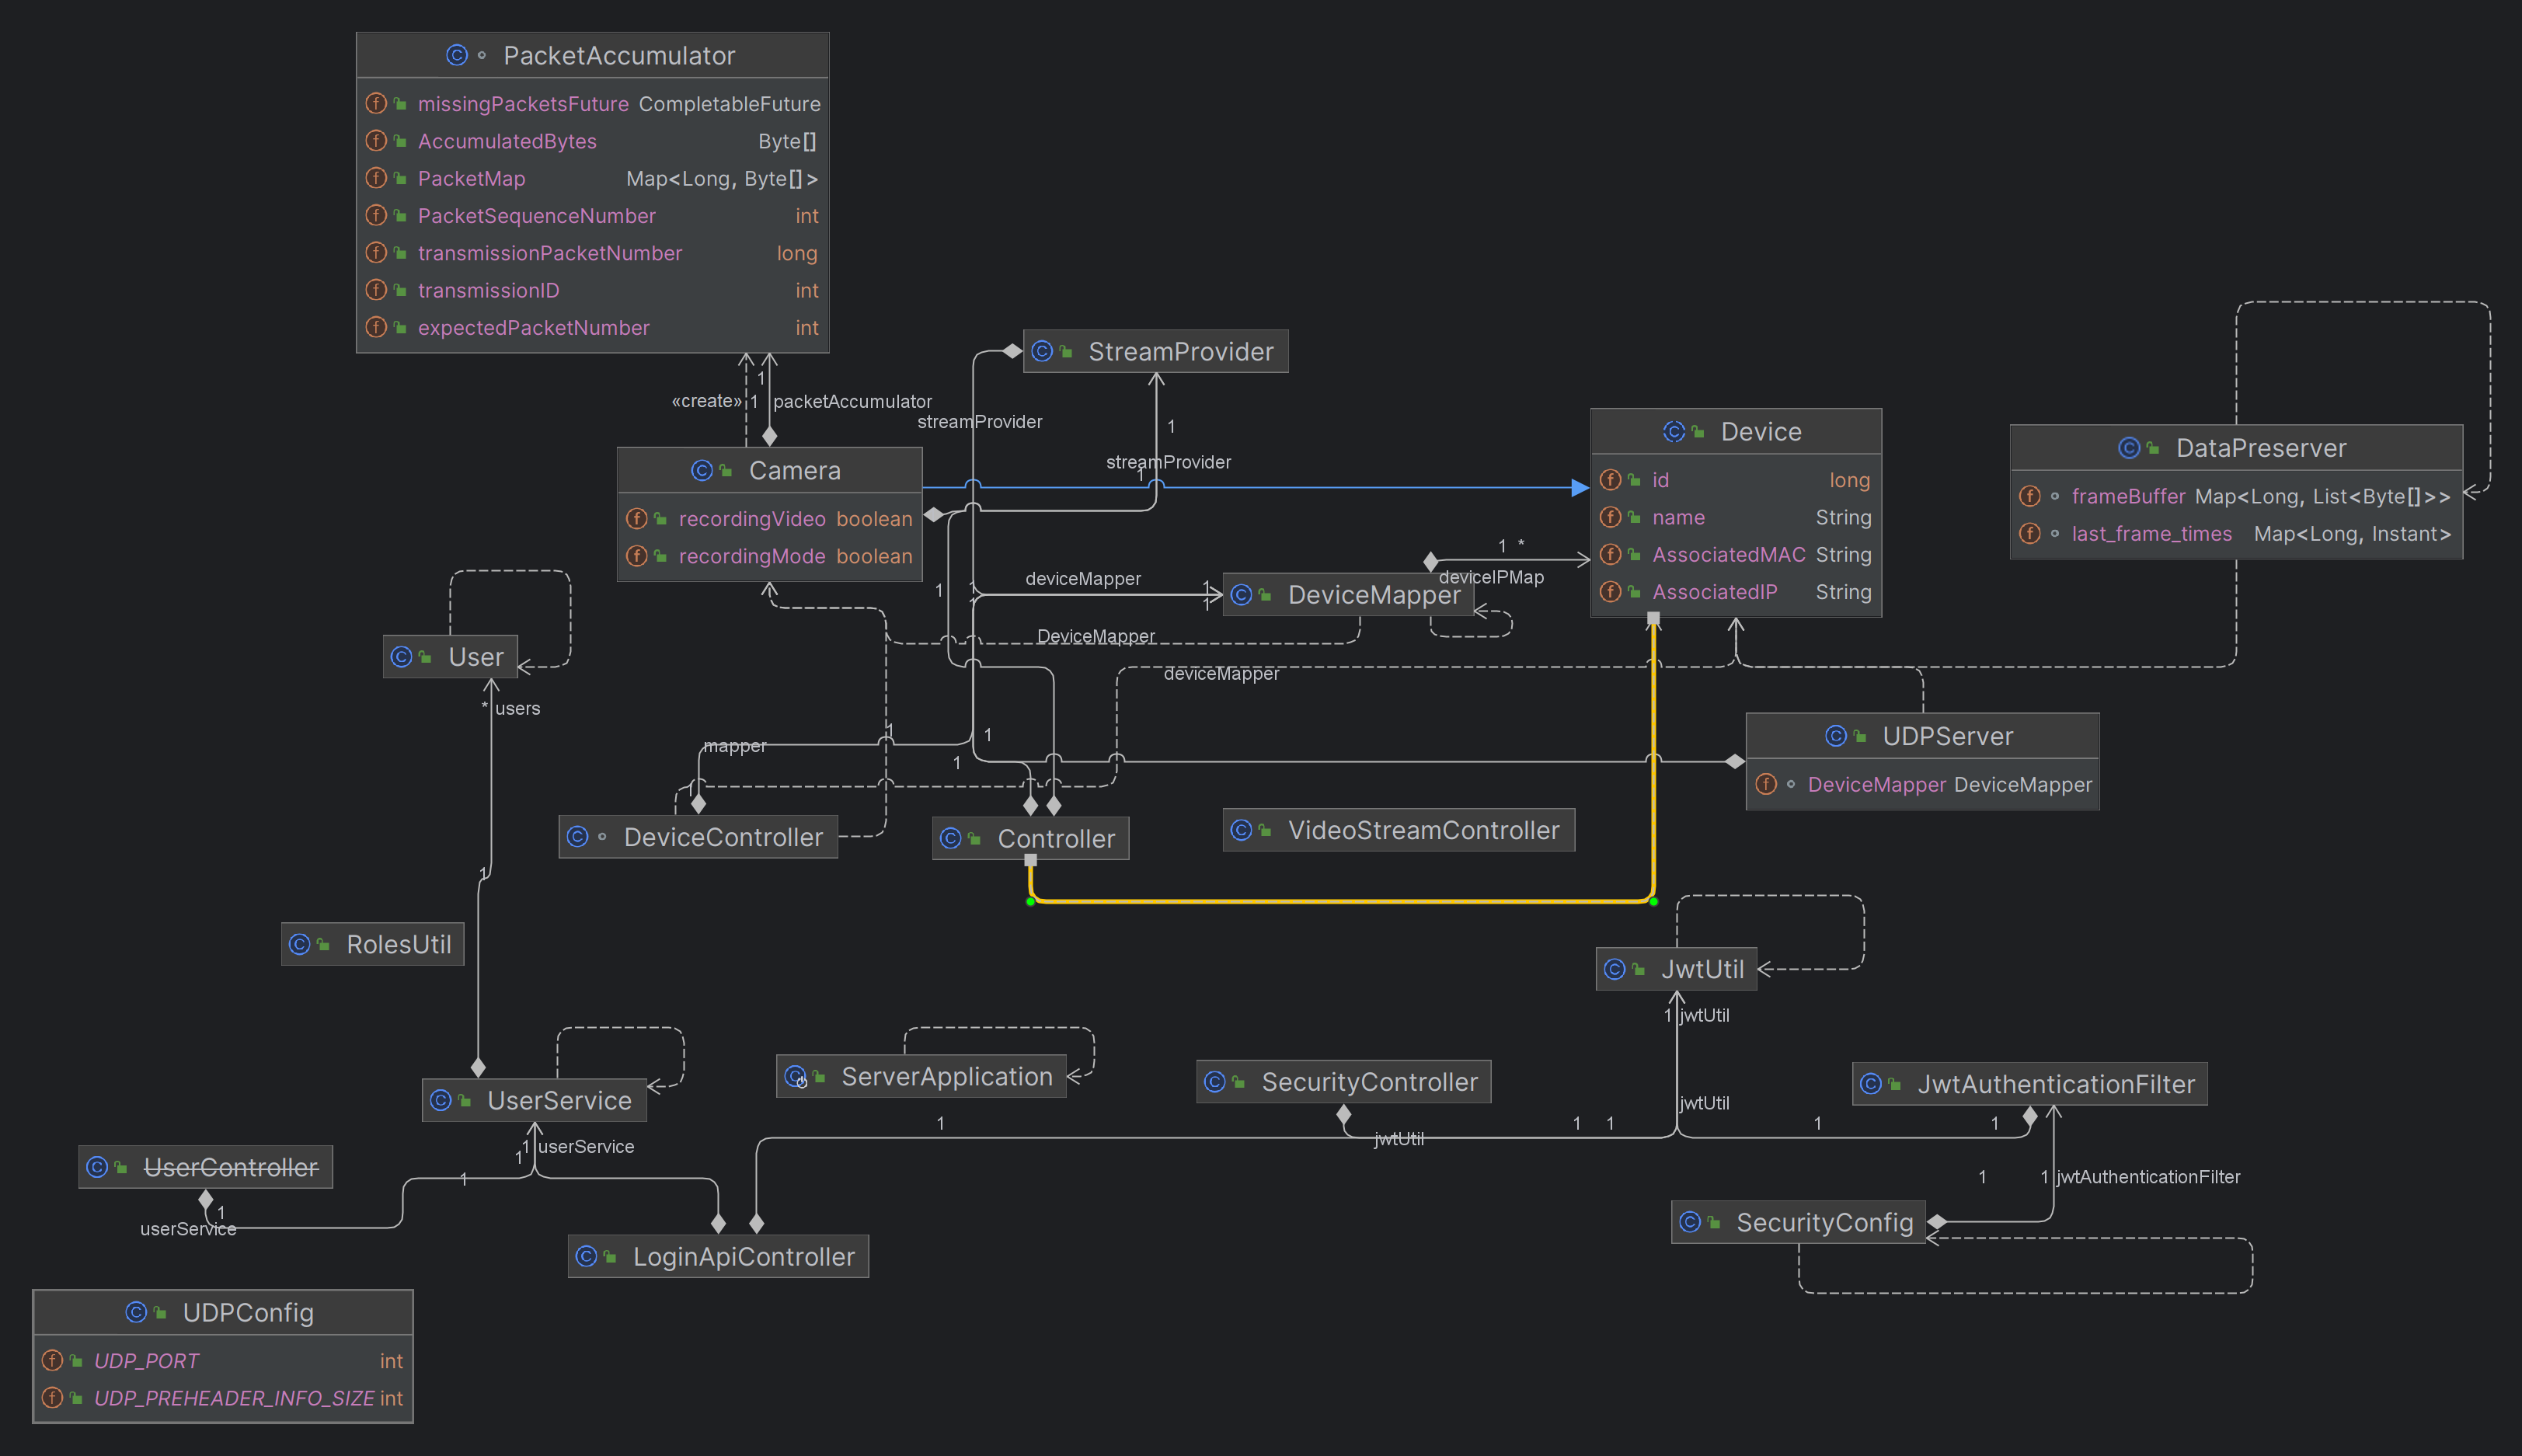 PacketAccumulator
missingPacketsFuture CompletableFuture
AccumulatedBytes Byte[]
PacketMap Map<Long, Byte[]>
PacketSequenceNumber int
transmissionPacketNumber long
transmissionID int
expectedPacketNumber int
StreamProvider
1
«create» 1 packetAccumulator
streamProvider
1
streamProvider
1
Camera
recordingVideo boolean
recordingMode boolean
Device
id long
name String
AssociatedMAC String
AssociatedIP String
DataPreserver
frameBuffer Map<Long, List<Byte[]>>
last_frame_times Map<Long, Instant>
1 *
deviceIPMap
deviceMapper
1
1
1
1
1
DeviceMapper
DeviceMapper
deviceMapper
User
* users
UDPServer
DeviceMapper DeviceMapper
mapper
1
1
1
1
DeviceController
Controller
VideoStreamController
1
RolesUtil
JwtUtil
1 jwtUtil
UserService
ServerApplication
SecurityController
JwtAuthenticationFilter
jwtUtil
1
jwtUtil
1 1
1
1
1 userService
1
UserController
1
1
userService
1
1 jwtAuthenticationFilter
SecurityConfig
LoginApiController
UDPConfig
UDP_PORT int
UDP_PREHEADER_INFO_SIZE int